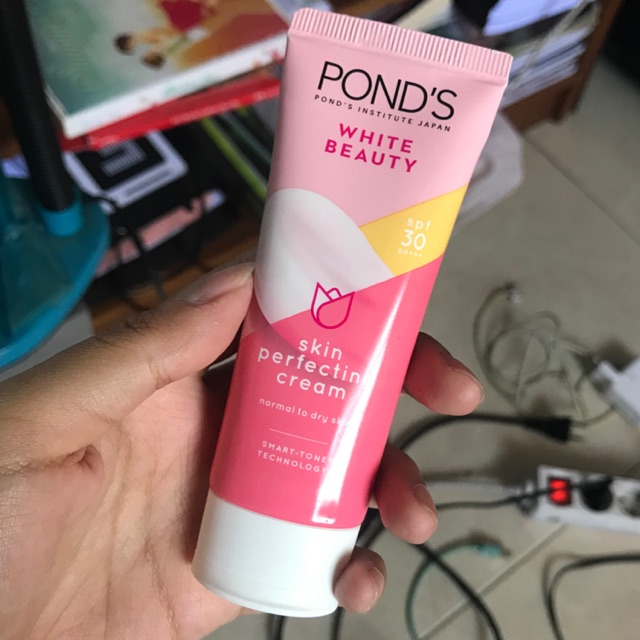 POND'S
POND'S INSTITUTE JAPAN
WHITE
BEAUTY
spf
30
skin
perfectin
cream
normal to dry sk
SMART-TONE
TECHNOLOGY